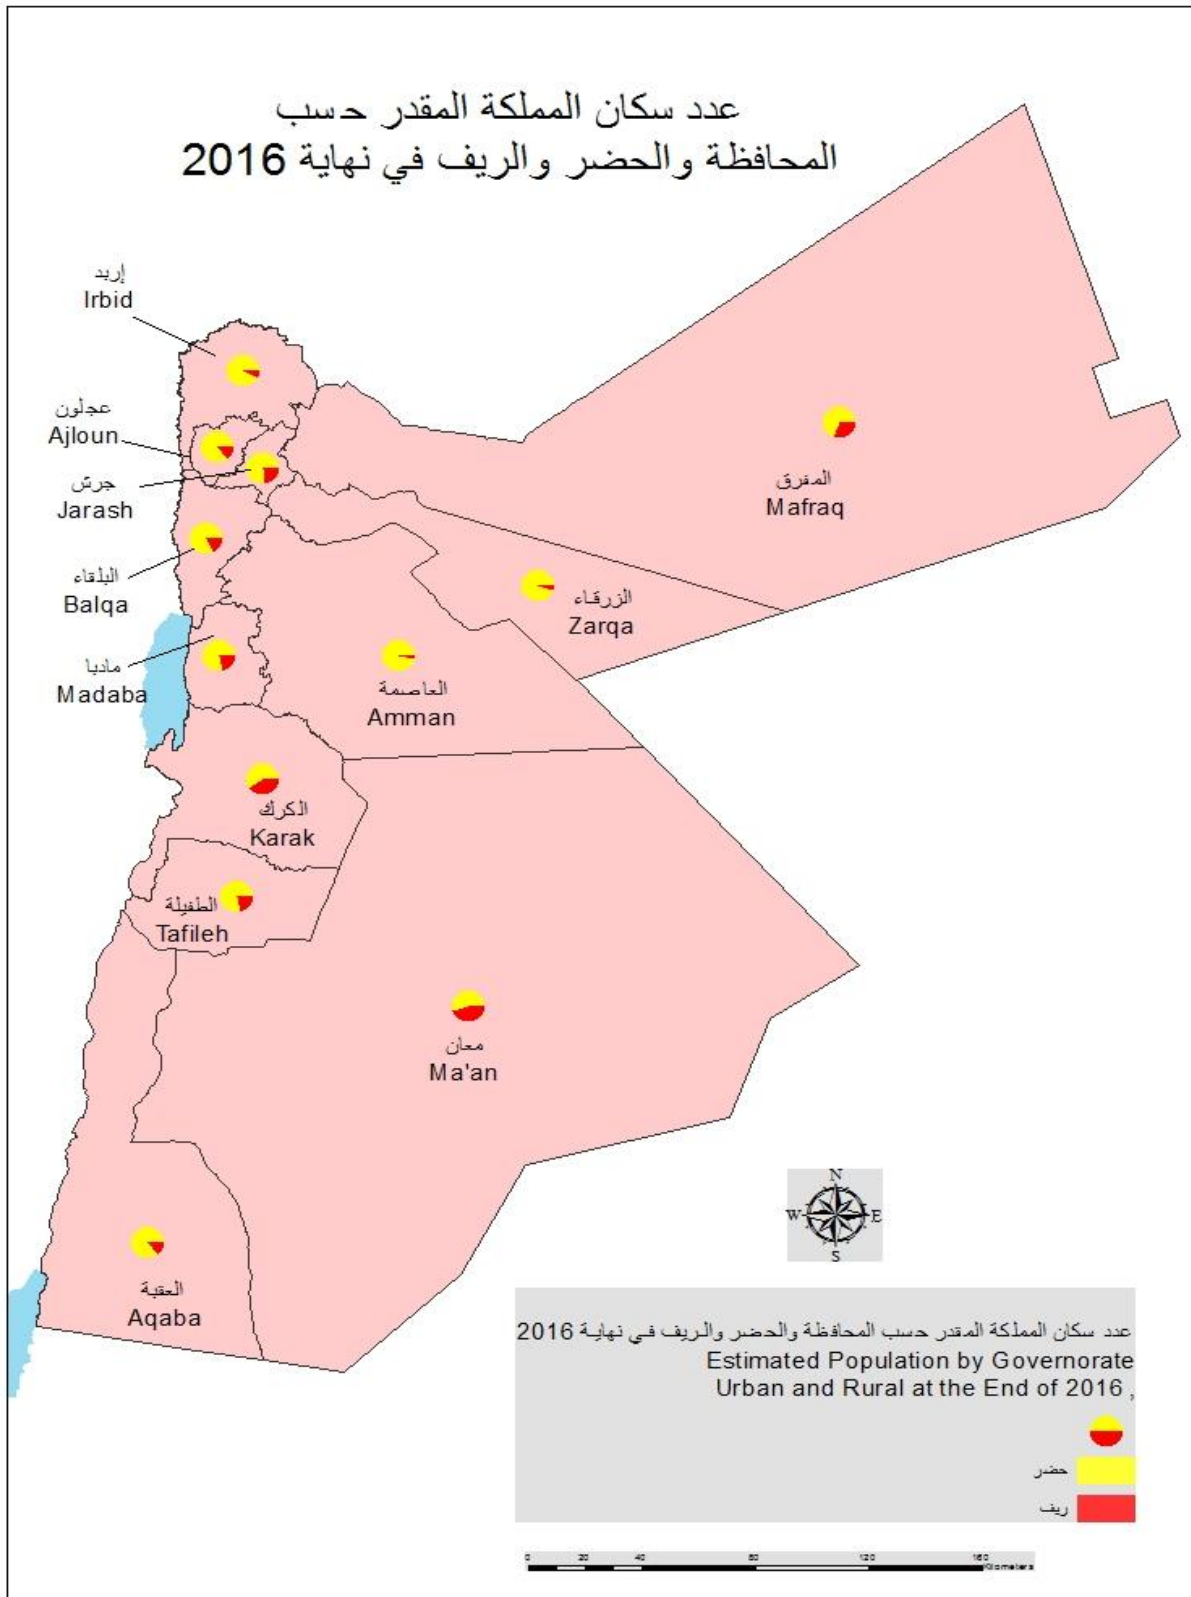 عدد سكان المملكة المقدر حسب
المحافظة والحضر والريف في نهاية 2016
إربد
Irbid
عجلون
Ajloun
جرش
Jarash
البلقاء
Balqa
مادبا
Madaba
المفرق
Mafraq
الزرقاء
Zarqa
العاصمة
Amman
الكرك
Karak
الطفيلة
Tafileh
معان
Ma'an
العقبة
Aqaba
N
W E
S
عدد سكان المملكة المقدر حسب المحافظة والحضر والريف في نهاية 2016
Estimated Population by Governorate
Urban and Rural at the End of 2016 ,
حضر
ريف
0 20 40 80 120 160
Kilometers